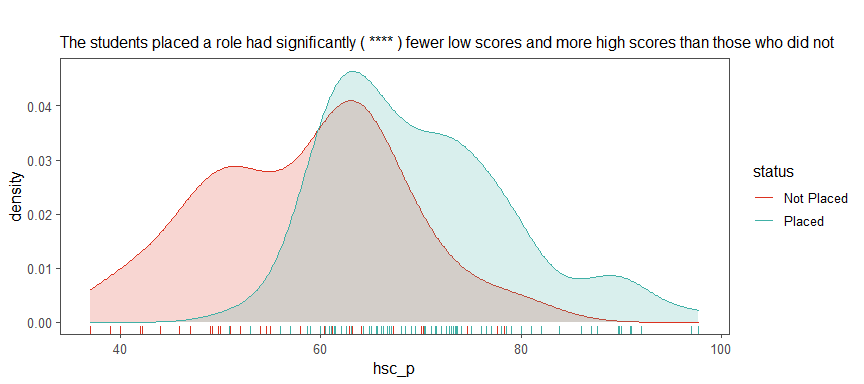 The students placed a role had significantly ( **** ) fewer low scores and more high scores than those who did not
0.04
0.03
0.02
0.01
0.00
density
40 60 80 100
hsc_p
status
Not Placed
Placed